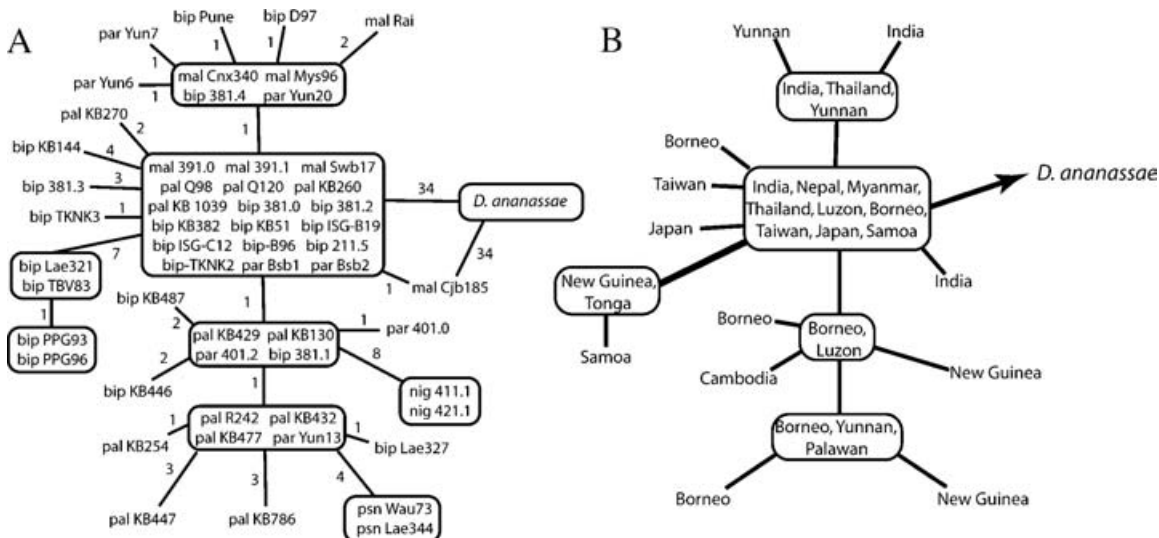 A
bip Pune
bip D97
mal Rai
par Yun7
1
1
1
2
par Yun6
1
mal Cnx340 mal Mys96
bip 381.4 par Yun20
pal KB270
1
2
bip KB144
4
bip 381.3
3
bip TKNK3
1
7
mal 391.0 mal 391.1 mal Swb17
pal Q98 pal Q120 pal KB260
pal KB 1039 bip 381.0 bip 381.2
bip KB382 bip KB51 bip ISG-B19
bip ISG-C12 bip-B96 bip 211.5
bip-TKNK2 par Bsb1 par Bsb2
34
D. ananassae
34
1
mal Cjb185
bip Lae321
bip TBV83
1
bip PPG93
bip PPG96
1
bip KB487
2
pal KB429 pal KB130
par 401.2 bip 381.1
1
par 401.0
2
bip KB446
8
nig 411.1
nig 421.1
1
pal R242 pal KB432
pal KB477 par Yun13
1
pal KB254
1
bip Lae327
3
pal KB447
3
pal KB786
4
psn Wau73
psn Lae344
B
Yunnan
India
India, Thailand,
Yunnan
Borneo
Taiwan
Japan
India, Nepal, Myanmar,
Thailand, Luzon, Borneo,
Taiwan, Japan, Samoa
D. ananassae
India
New Guinea,
Tonga
Samoa
Borneo
Borneo,
Luzon
Cambodia
New Guinea
Borneo, Yunnan,
Palawan
Borneo
New Guinea